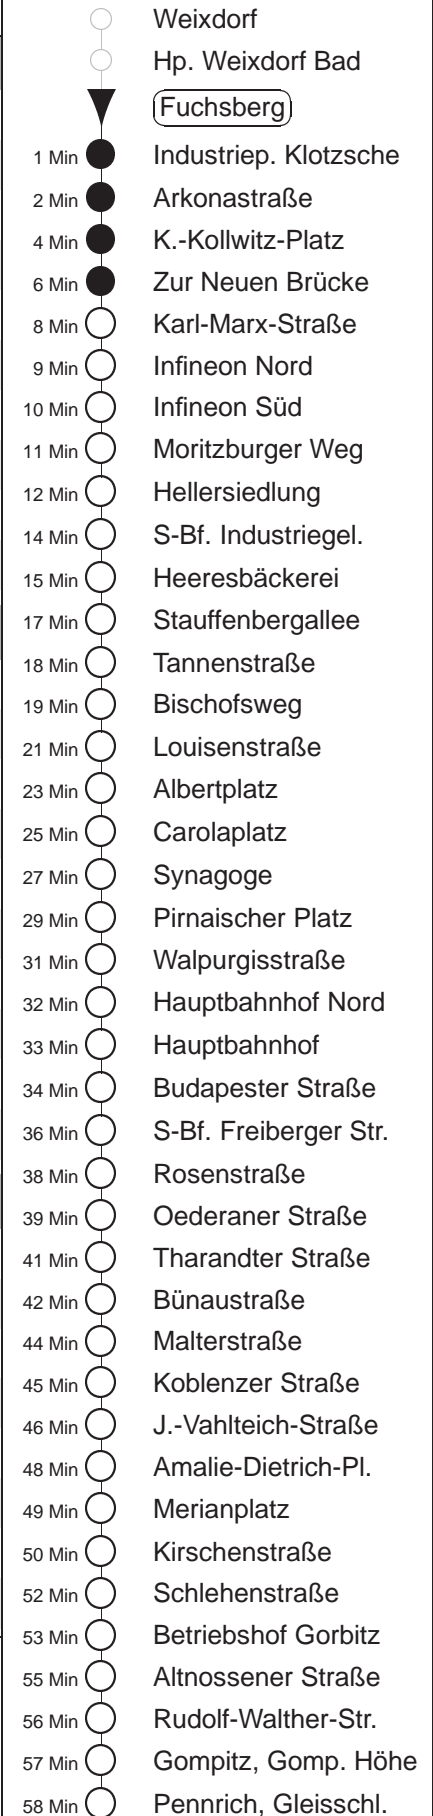 Weixdorf
Hp. Weixdorf Bad
Fuchsberg
1 Min Industriep. Klotzsche
2 Min Arkonastraße
4 Min K.-Kollwitz-Platz
6 Min Zur Neuen Brücke
8 Min Karl-Marx-Straße
9 Min Infineon Nord
10 Min Infineon Süd
11 Min Moritzburger Weg
12 Min Hellersiedlung
14 Min S-Bf. Industriegel.
15 Min Heeresbäckerei
17 Min Stauffenbergallee
18 Min Tannenstraße
19 Min Bischofsweg
21 Min Louisenstraße
23 Min Albertplatz
25 Min Carolaplatz
27 Min Synagoge
29 Min Pirnaischer Platz
31 Min Walpurgisstraße
32 Min Hauptbahnhof Nord
33 Min Hauptbahnhof
34 Min Budapester Straße
36 Min S-Bf. Freiberger Str.
38 Min Rosenstraße
39 Min Oederaner Straße
41 Min Tharandter Straße
42 Min Bünaustraße
44 Min Malterstraße
45 Min Koblenzer Straße
46 Min J.-Vahlteich-Straße
48 Min Amalie-Dietrich-Pl.
49 Min Merianplatz
50 Min Kirschenstraße
52 Min Schlehenstraße
53 Min Betriebshof Gorbitz
55 Min Altnossener Straße
56 Min Rudolf-Walther-Str.
57 Min Gompitz, Gomp. Höhe
58 Min Pennrich, Gleisschl.